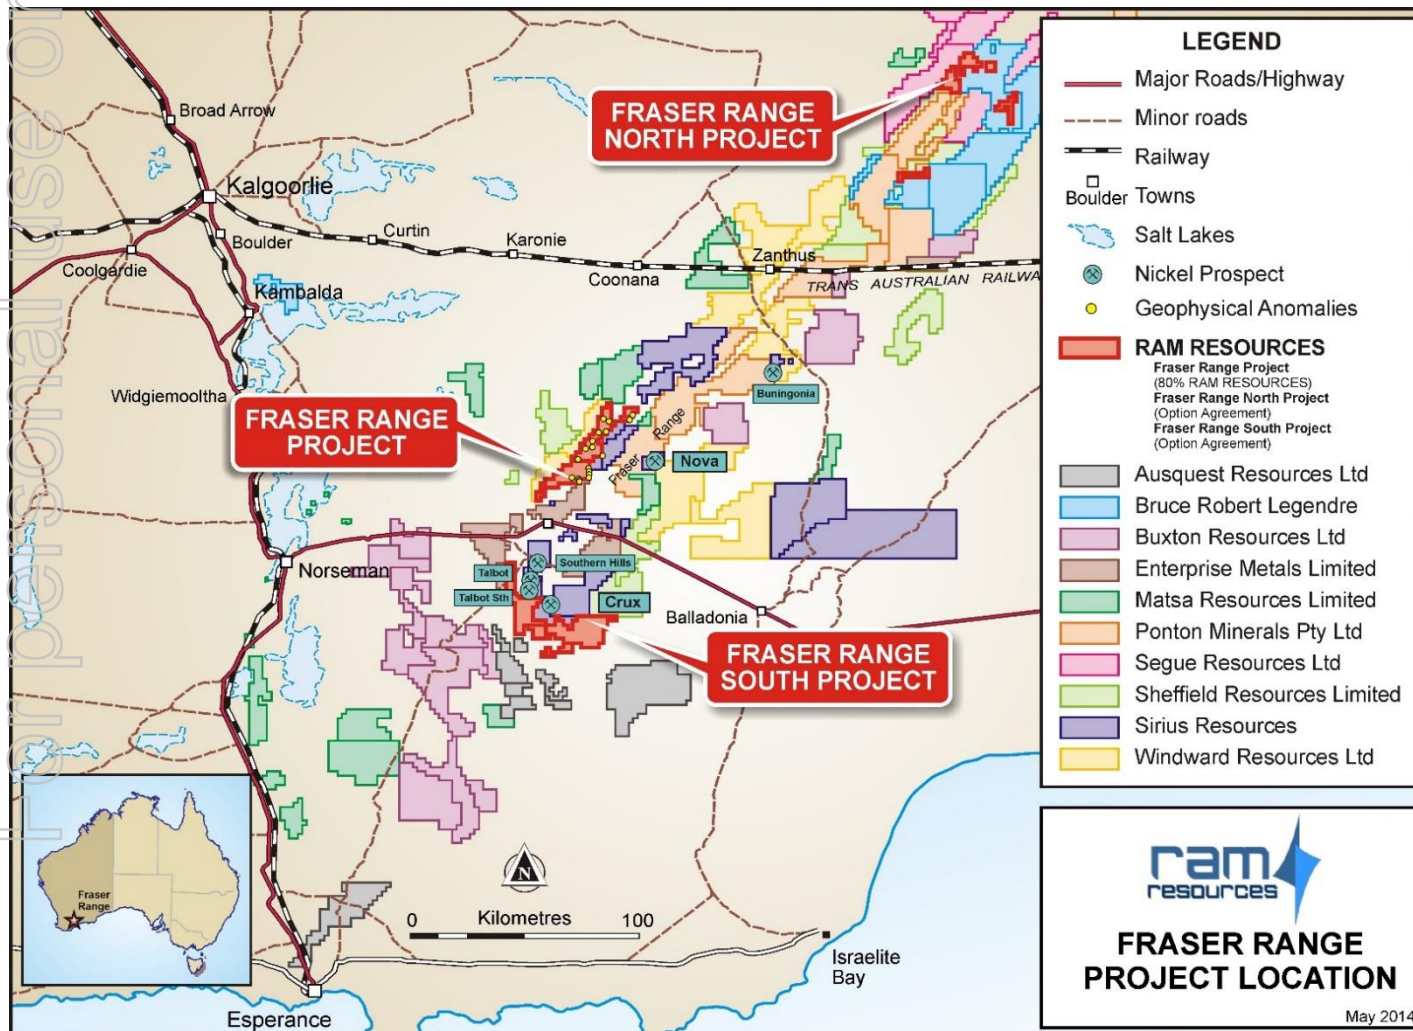 For personal use on
Broad Arrow
Kalgoorlie
Boulder
Coolgardie
Curtin
Karonie
Coonana
Zanthus
TRANS AUSTRALIAN RAILWA
Kambalda
Widgiemooltha
FRASER RANGE
NORTH PROJECT
FRASER RANGE
PROJECT
Buningonia
Fraser Range
Nova
Norseman
Southern Hills
Talbot
Talbot Sth
Crux
Balladonia
FRASER RANGE
SOUTH PROJECT
Fraser
Range
N
0 Kilometres 100
Israelite
Bay
Esperance
LEGEND
Major Roads/Highway
Minor roads
Railway
Boulder Towns
Salt Lakes
Nickel Prospect
Geophysical Anomalies
RAM RESOURCES
Fraser Range Project
(80% RAM RESOURCES)
Fraser Range North Project
(Option Agreement)
Fraser Range South Project
(Option Agreement)
Ausquest Resources Ltd
Bruce Robert Legendre
Buxton Resources Ltd
Enterprise Metals Limited
Matsa Resources Limited
Ponton Minerals Pty Ltd
Segue Resources Ltd
Sheffield Resources Limited
Sirius Resources
Windward Resources Ltd
ram
resources
FRASER RANGE
PROJECT LOCATION
May 2014